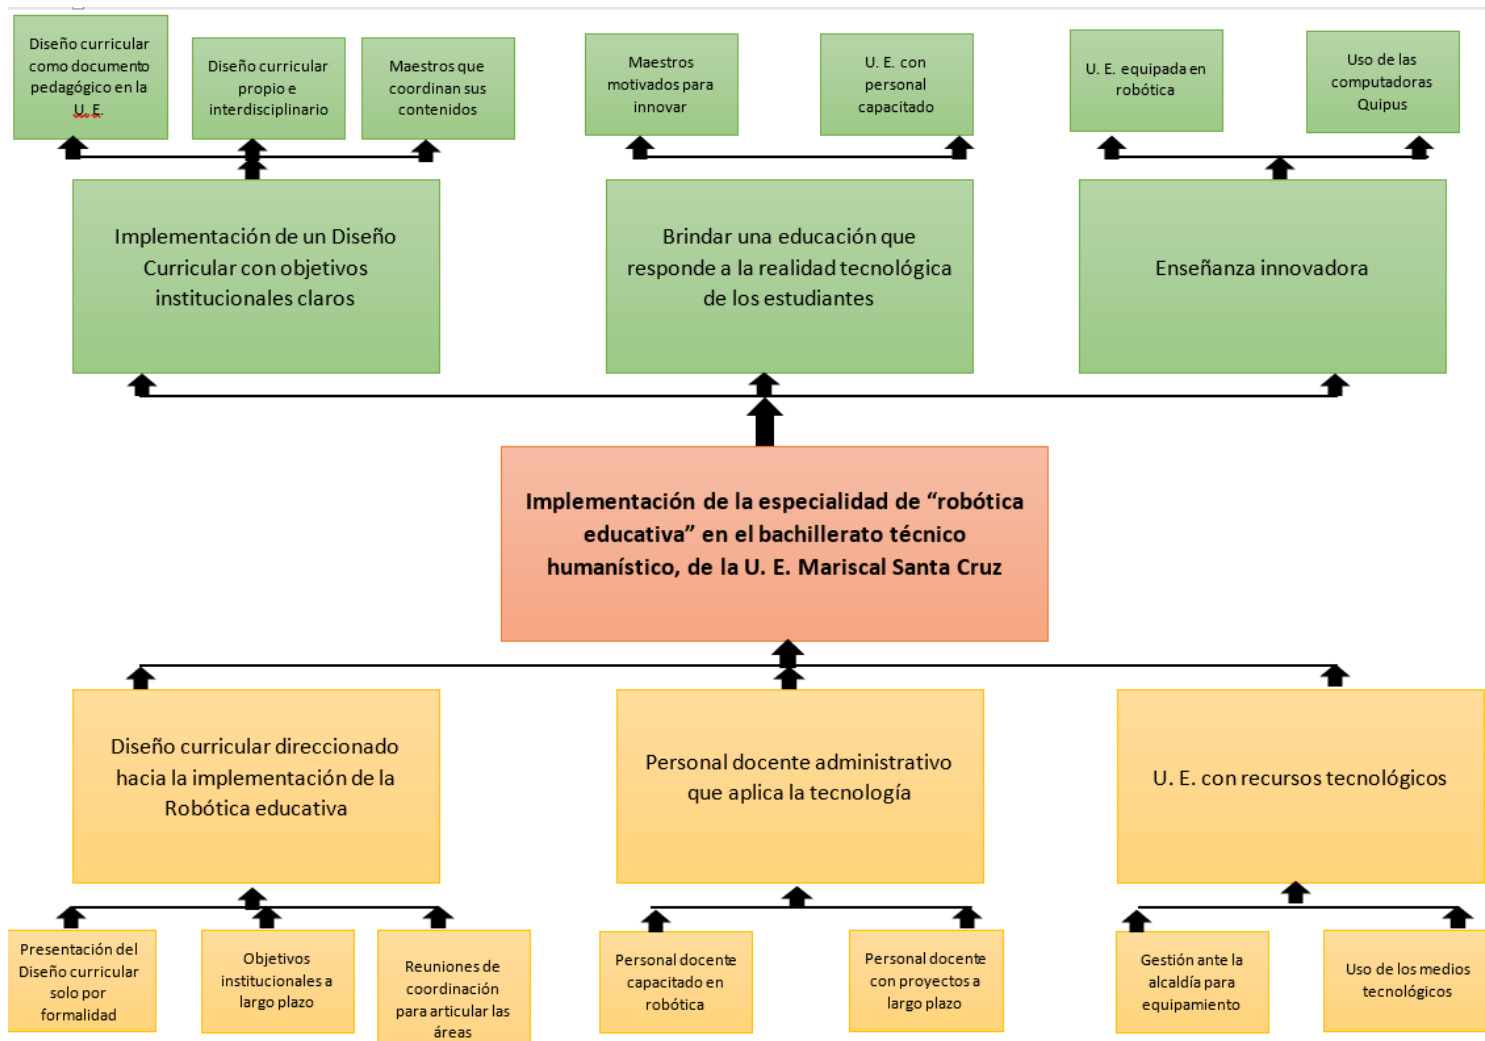 Diseño curricular
como documento
pedagógico en la
U. E.
Diseño curricular
propio e
interdisciplinario
Maestros que
coordinan sus
contenidos
Maestros
motivados para
innovar
U. E. con
personal
capacitado
U. E. equipada en
robótica
Uso de las
computadoras
Quipus
Implementación de un Diseño
Curricular con objetivos
institucionales claros
Brindar una educación que
responde a la realidad tecnológica
de los estudiantes
Enseñanza innovadora
Implementación de la especialidad de “robótica
educativa” en el bachillerato técnico
humanístico, de la U. E. Mariscal Santa Cruz
Diseño curricular direccionado
hacia la implementación de la
Robótica educativa
Personal docente administrativo
que aplica la tecnología
U. E. con recursos tecnológicos
Presentación del
Diseño curricular
solo por
formalidad
Objetivos
institucionales a
largo plazo
Reuniones de
coordinación
para articular las
áreas
Personal docente
capacitado en
robótica
Personal docente
con proyectos a
largo plazo
Gestión ante la
alcaldía para
equipamiento
Uso de los medios
tecnológicos